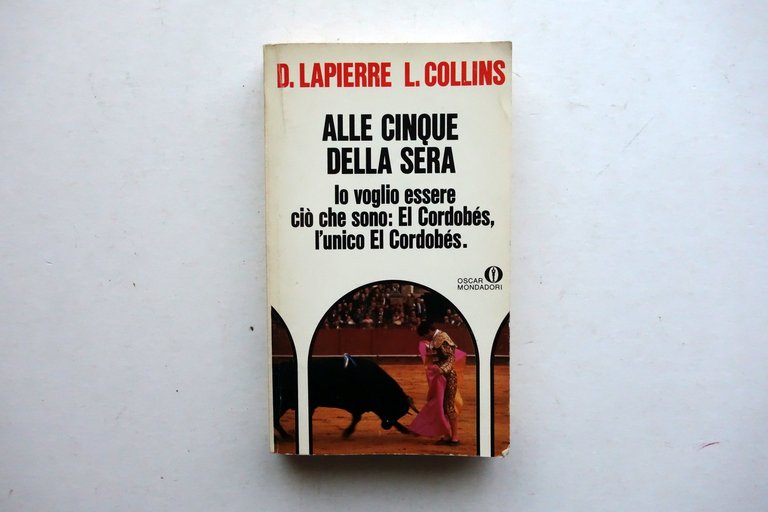 D. LAPIERRE L. COLLINS
ALLE CINQUE
DELLA SERA
Io voglio essere
ciò che sono: El Cordobés,
l'unico El Cordobés.
OSCAR
MONDADORI